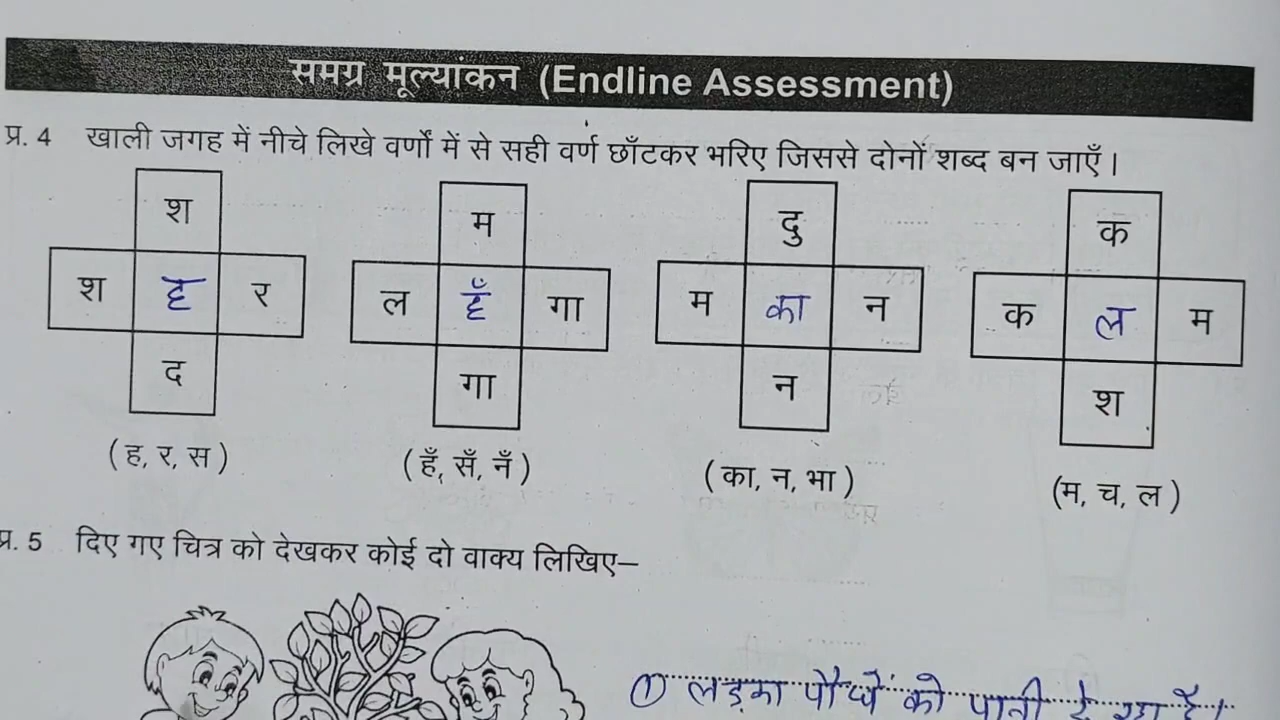 समग्र मूल्यांकन (Endline Assessment)
प्र. 4 खाली जगह में नीचे लिखे वर्णों में से सही वर्ण छाँटकर भरिए जिससे दोनों शब्द बन जाएँ।
श म दु क
श ह र ल हँ गा म का न क ल म
द गा न श
(ह, र, स) (हँ, सँ, नँ) (का, न, भा) (म, च, ल)
प्र. 5 दिए गए चित्र को देखकर कोई दो वाक्य लिखिए–
① लड़का पौधें को पानी दे रहा है।